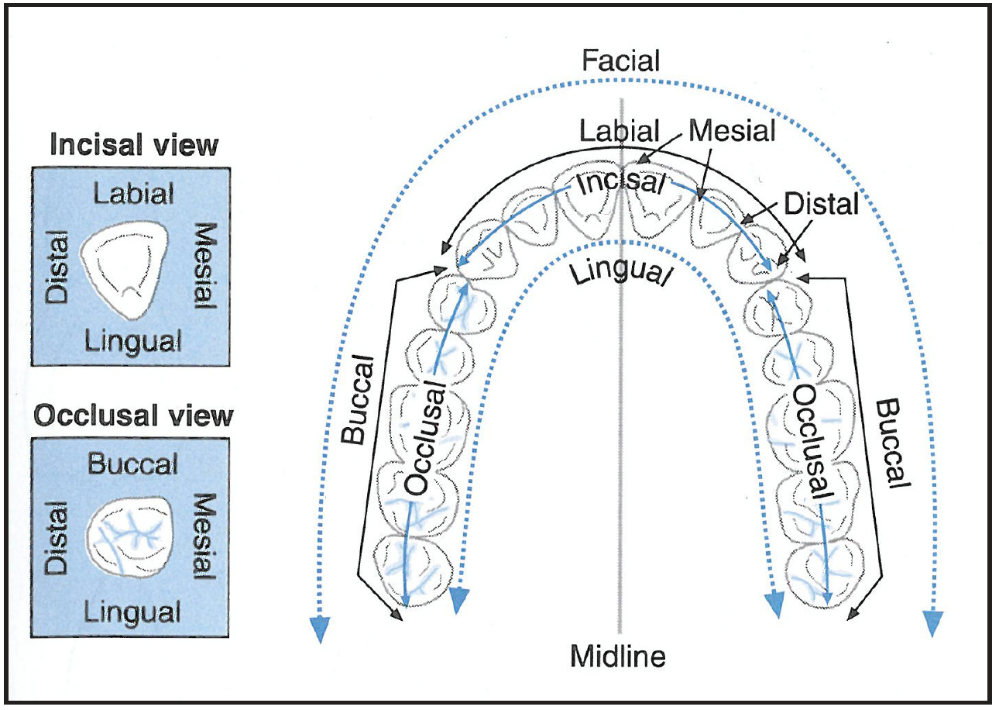 Incisal view
Labial
Distal
Mesial
Lingual
Occlusal view
Buccal
Distal
Mesial
Lingual
Facial
Labial
Mesial
Incisal
Distal
Lingual
Buccal
Occlusal
Occlusal
Buccal
Midline